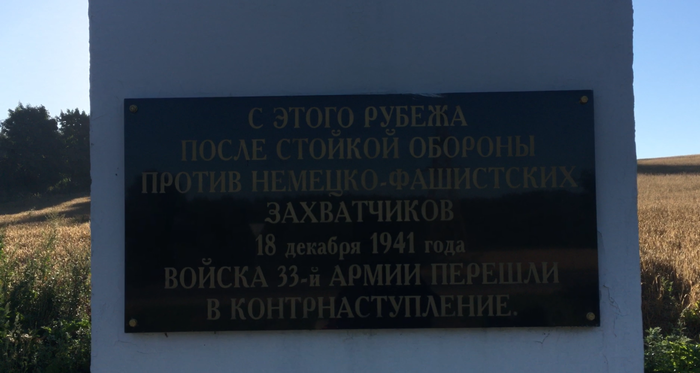 С ЭТОГО РУБЕЖА
ПОСЛЕ СТОЙКОЙ ОБОРОНЫ
ПРОТИВ НЕМЕЦКО-ФАШИСТСКИХ
ЗАХВАТЧИКОВ
18 декабря 1941 года
ВОЙСКА 33-й АРМИИ ПЕРЕШЛИ
В КОНТРНАСТУПЛЕНИЕ.